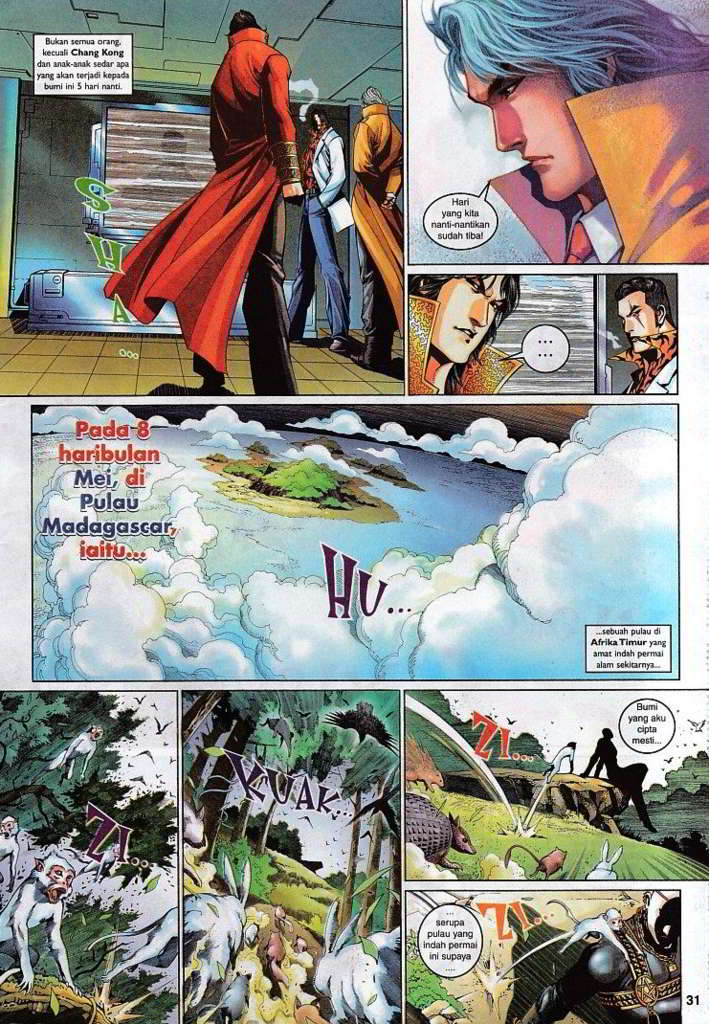 Bukan semua orang,
kecuali Chang Kong
dan anak-anak sedar apa
yang akan terjadi kepada
bumi ini 5 hari nanti.
?
SHA
...
Hari
yang kita
nanti-nantikan
sudah tiba!
...
...
Pada 8
haribulan
Mei, di
Pulau
Madagascar,
iaitu...
HU...
...sebuah pulau di
Afrika Timur yang
amat indah permai
alam sekitarnya...
ZI...
KUAK...
ZI...
Bumi
yang aku
cipta
mesti...
...
serupa
pulau yang
indah permai
ini supaya
....
ZI...
31